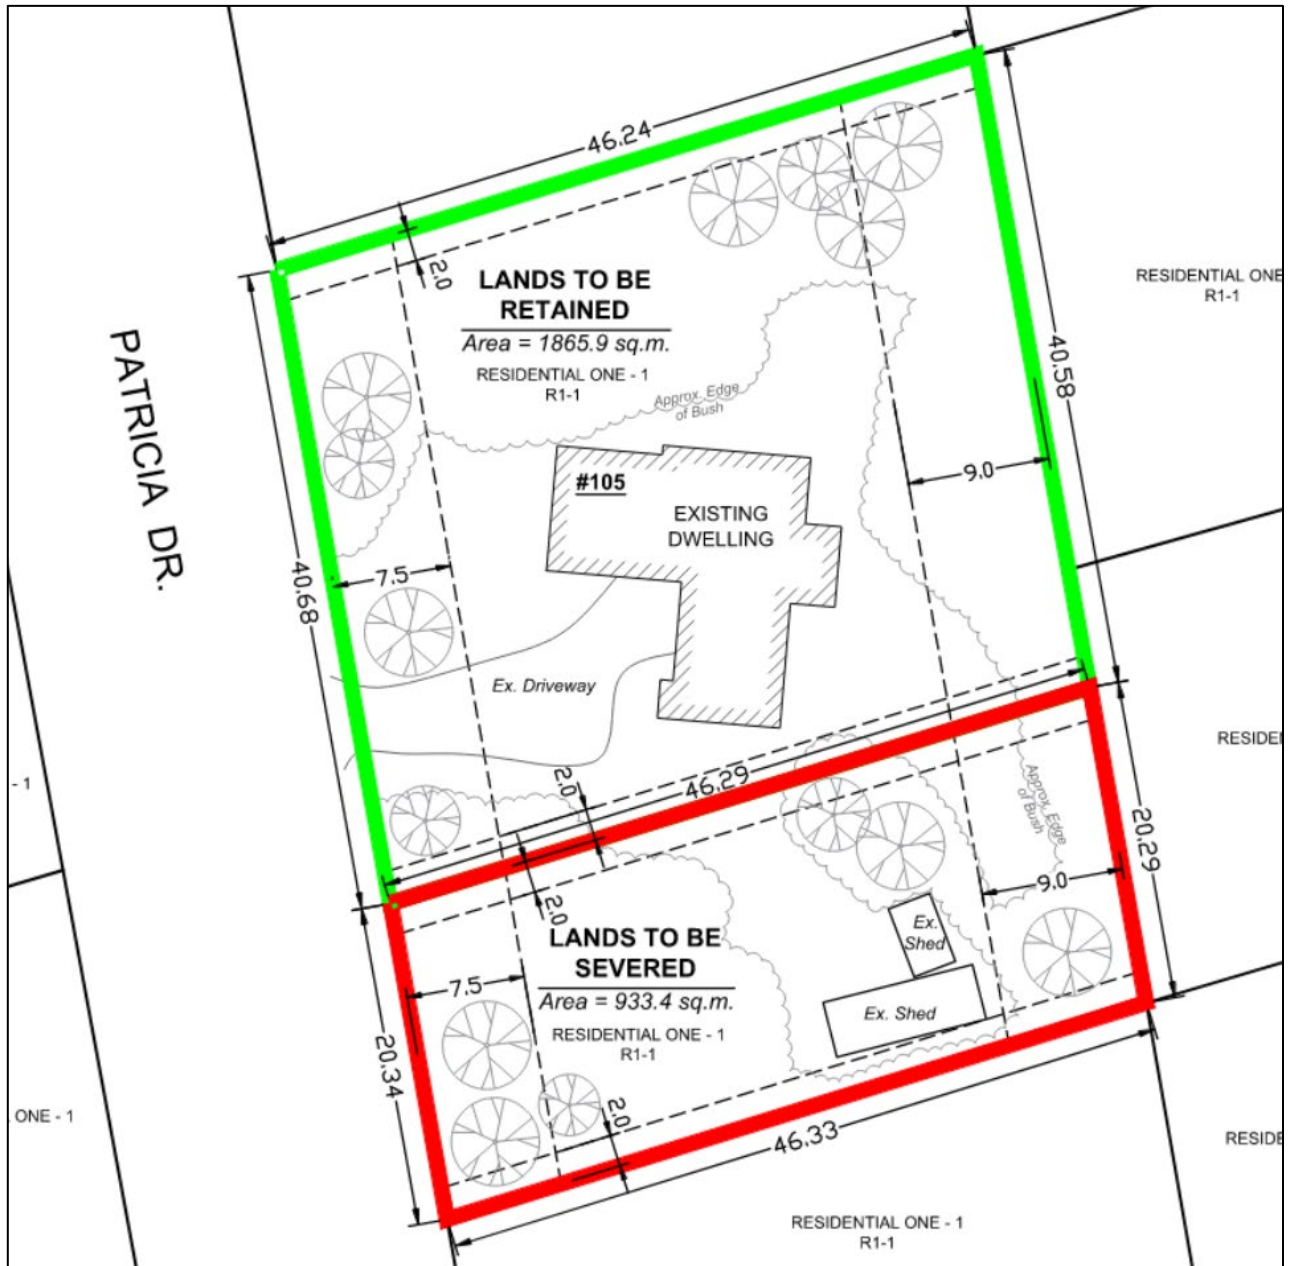 46.24
2.0
LANDS TO BE
RETAINED
Area = 1865.9 sq.m.
RESIDENTIAL ONE - 1
R1-1
RESIDENTIAL ONE
R1-1
PATRICIA DR.
Approx. Edge
of Bush
40.58
9.0
#105
EXISTING
DWELLING
7.5
40.68
Ex. Driveway
RESIDE
- 1
2.0
46.29
Approx. Edge
of Bush
20.29
2.0
9.0
LANDS TO BE
SEVERED
Area = 933.4 sq.m.
RESIDENTIAL ONE - 1
R1-1
Ex.
Shed
Ex. Shed
7.5
20.34
ONE - 1
2.0
46.33
RESIDE
RESIDENTIAL ONE - 1
R1-1